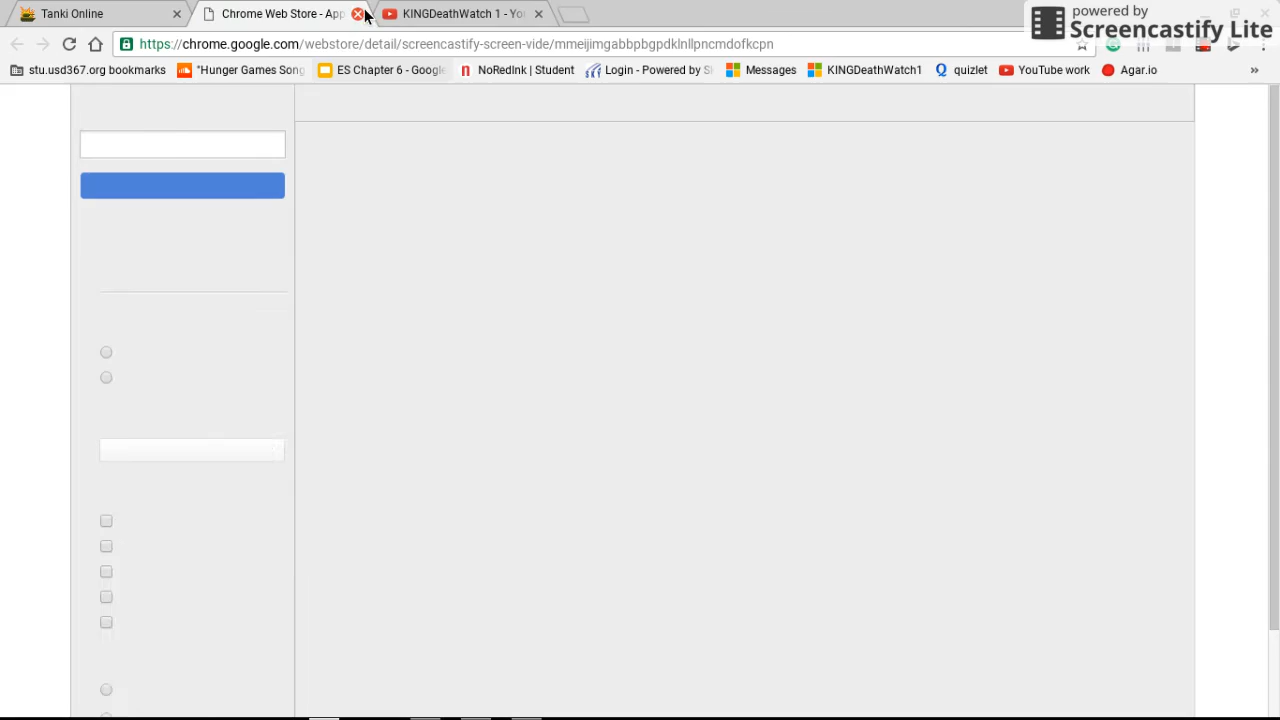 Tanki Online
Chrome Web Store - App
KINGDeathWatch 1 - Yo
powered by
Screencastify Lite
https://chrome.google.com/webstore/detail/screencastify-screen-vide/mmeijimgabbpbgpdklnllpncmdofkcpn
stu.usd367.org bookmarks
"Hunger Games Song
ES Chapter 6 - Google
NoRedInk | Student
Login - Powered by S
Messages
KINGDeathWatch1
Q quizlet
YouTube work
Agar.io
»